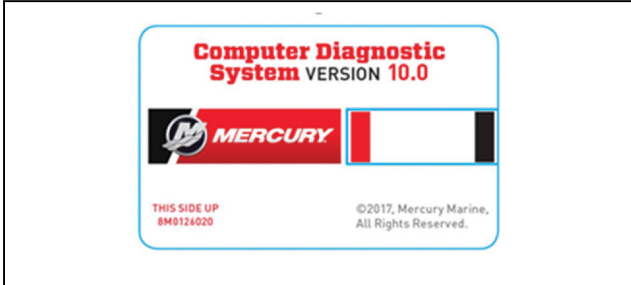 Computer Diagnostic
System VERSION 10.0
MERCURY
THIS SIDE UP
8M0126020
©2017, Mercury Marine,
All Rights Reserved.